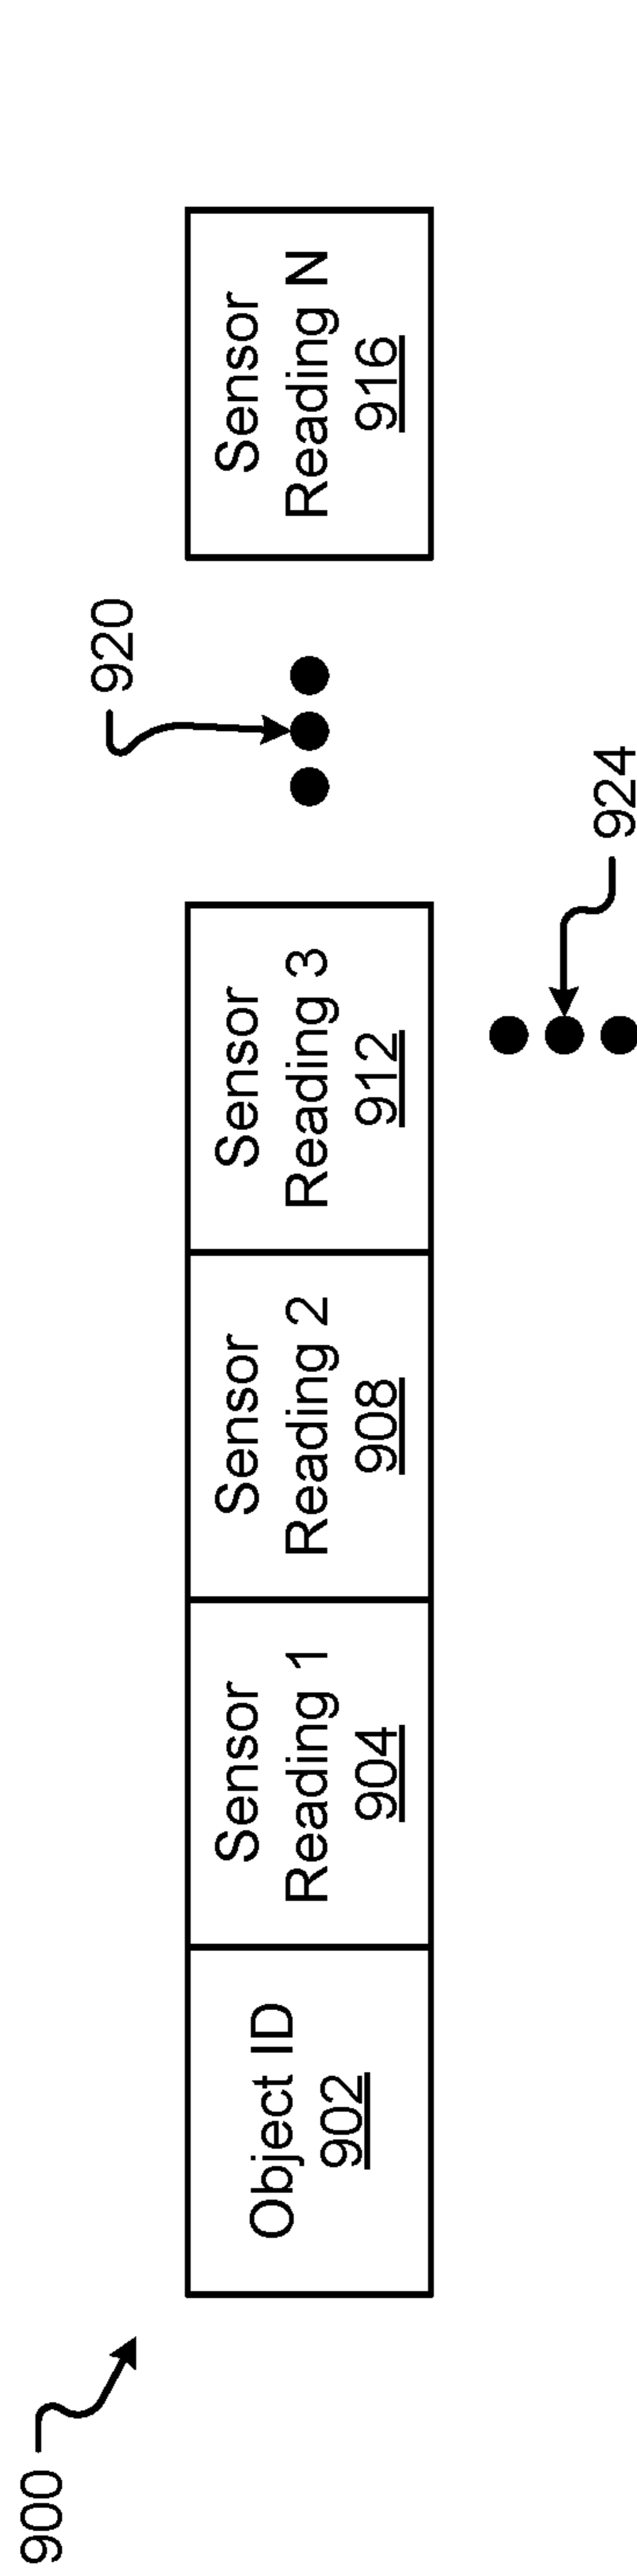 900
920
Object ID
902
Sensor
Reading 1
904
Sensor
Reading 2
908
Sensor
Reading 3
912
Sensor
Reading N
916
924